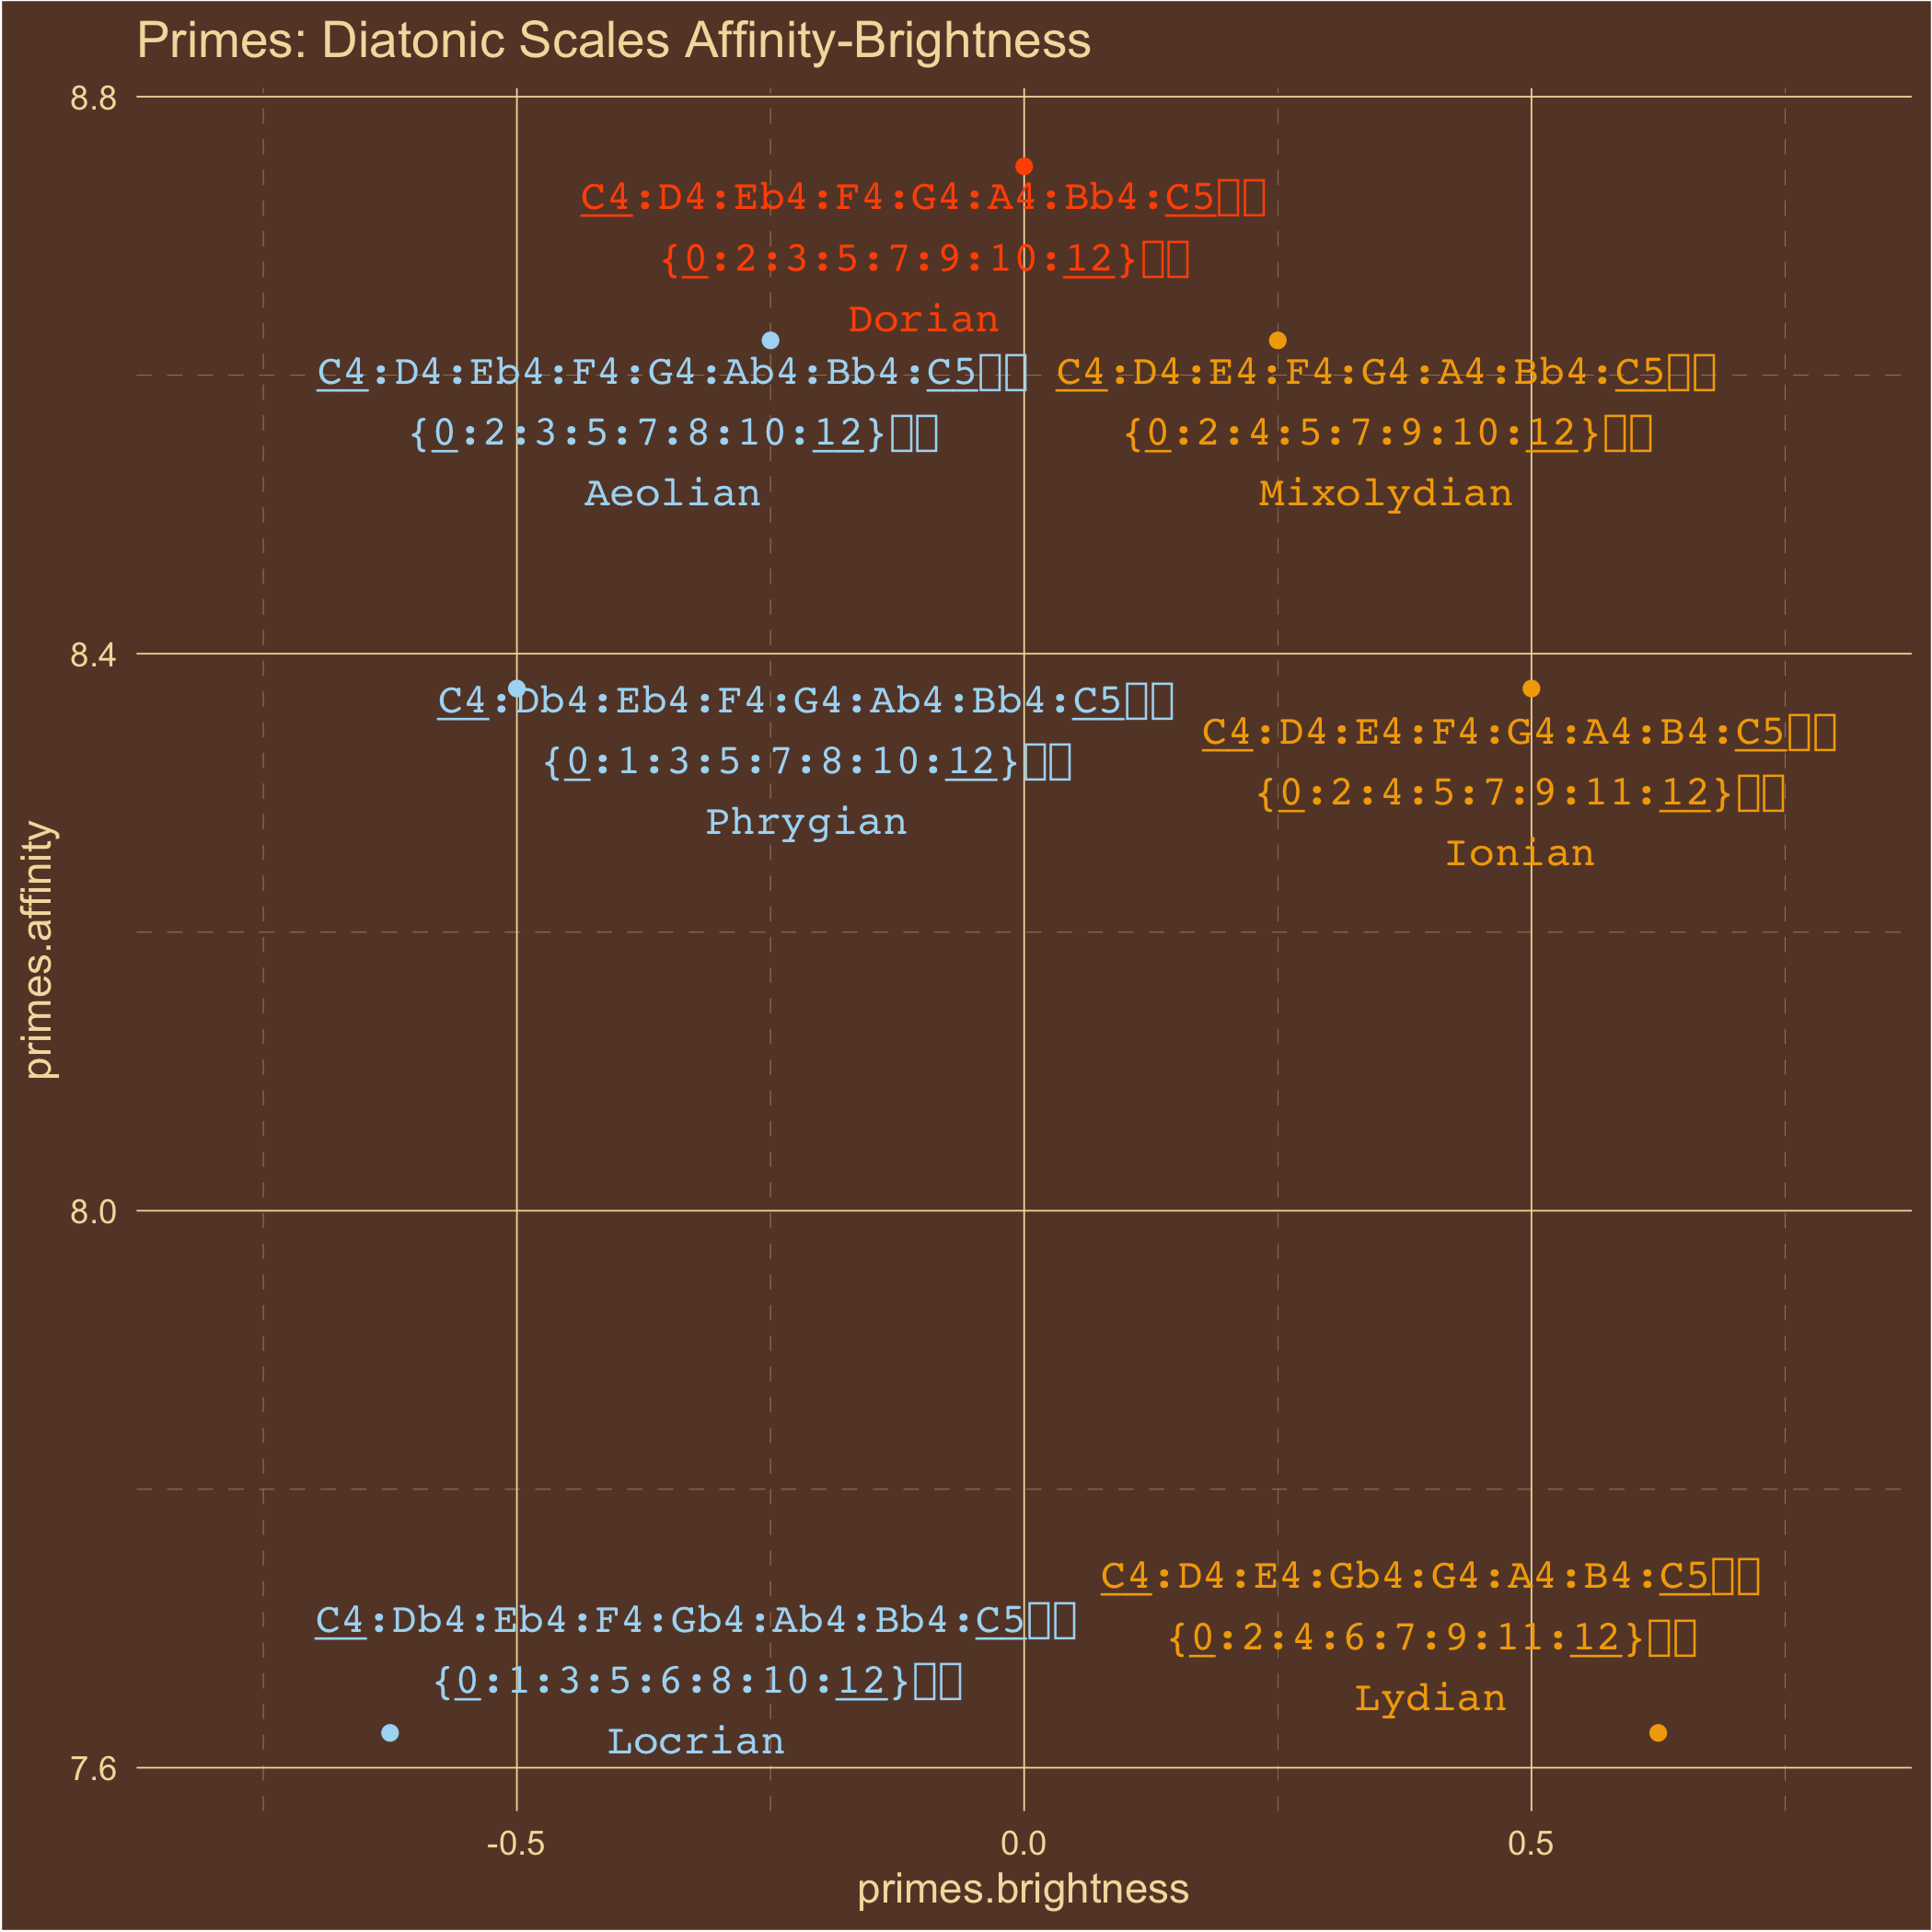 Primes: Diatonic Scales Affinity-Brightness
8.8
C4:D4:Eb4:F4:G4:A4:Bb4:C5
{0:2:3:5:7:9:10:12}
Dorian
C4:D4:Eb4:F4:G4:Ab4:Bb4:C5
{0:2:3:5:7:8:10:12}
Aeolian
C4:D4:E4:F4:G4:A4:Bb4:C5
{0:2:4:5:7:9:10:12}
Mixolydian
8.4
C4:Db4:Eb4:F4:G4:Ab4:Bb4:C5
{0:1:3:5:7:8:10:12}
Phrygian
C4:D4:E4:F4:G4:A4:B4:C5
{0:2:4:5:7:9:11:12}
Ionian
primes.affinity
8.0
C4:Db4:Eb4:F4:Gb4:Ab4:Bb4:C5
{0:1:3:5:6:8:10:12}
Locrian
C4:D4:E4:Gb4:G4:A4:B4:C5
{0:2:4:6:7:9:11:12}
Lydian
7.6
-0.5
0.0
0.5
primes.brightness